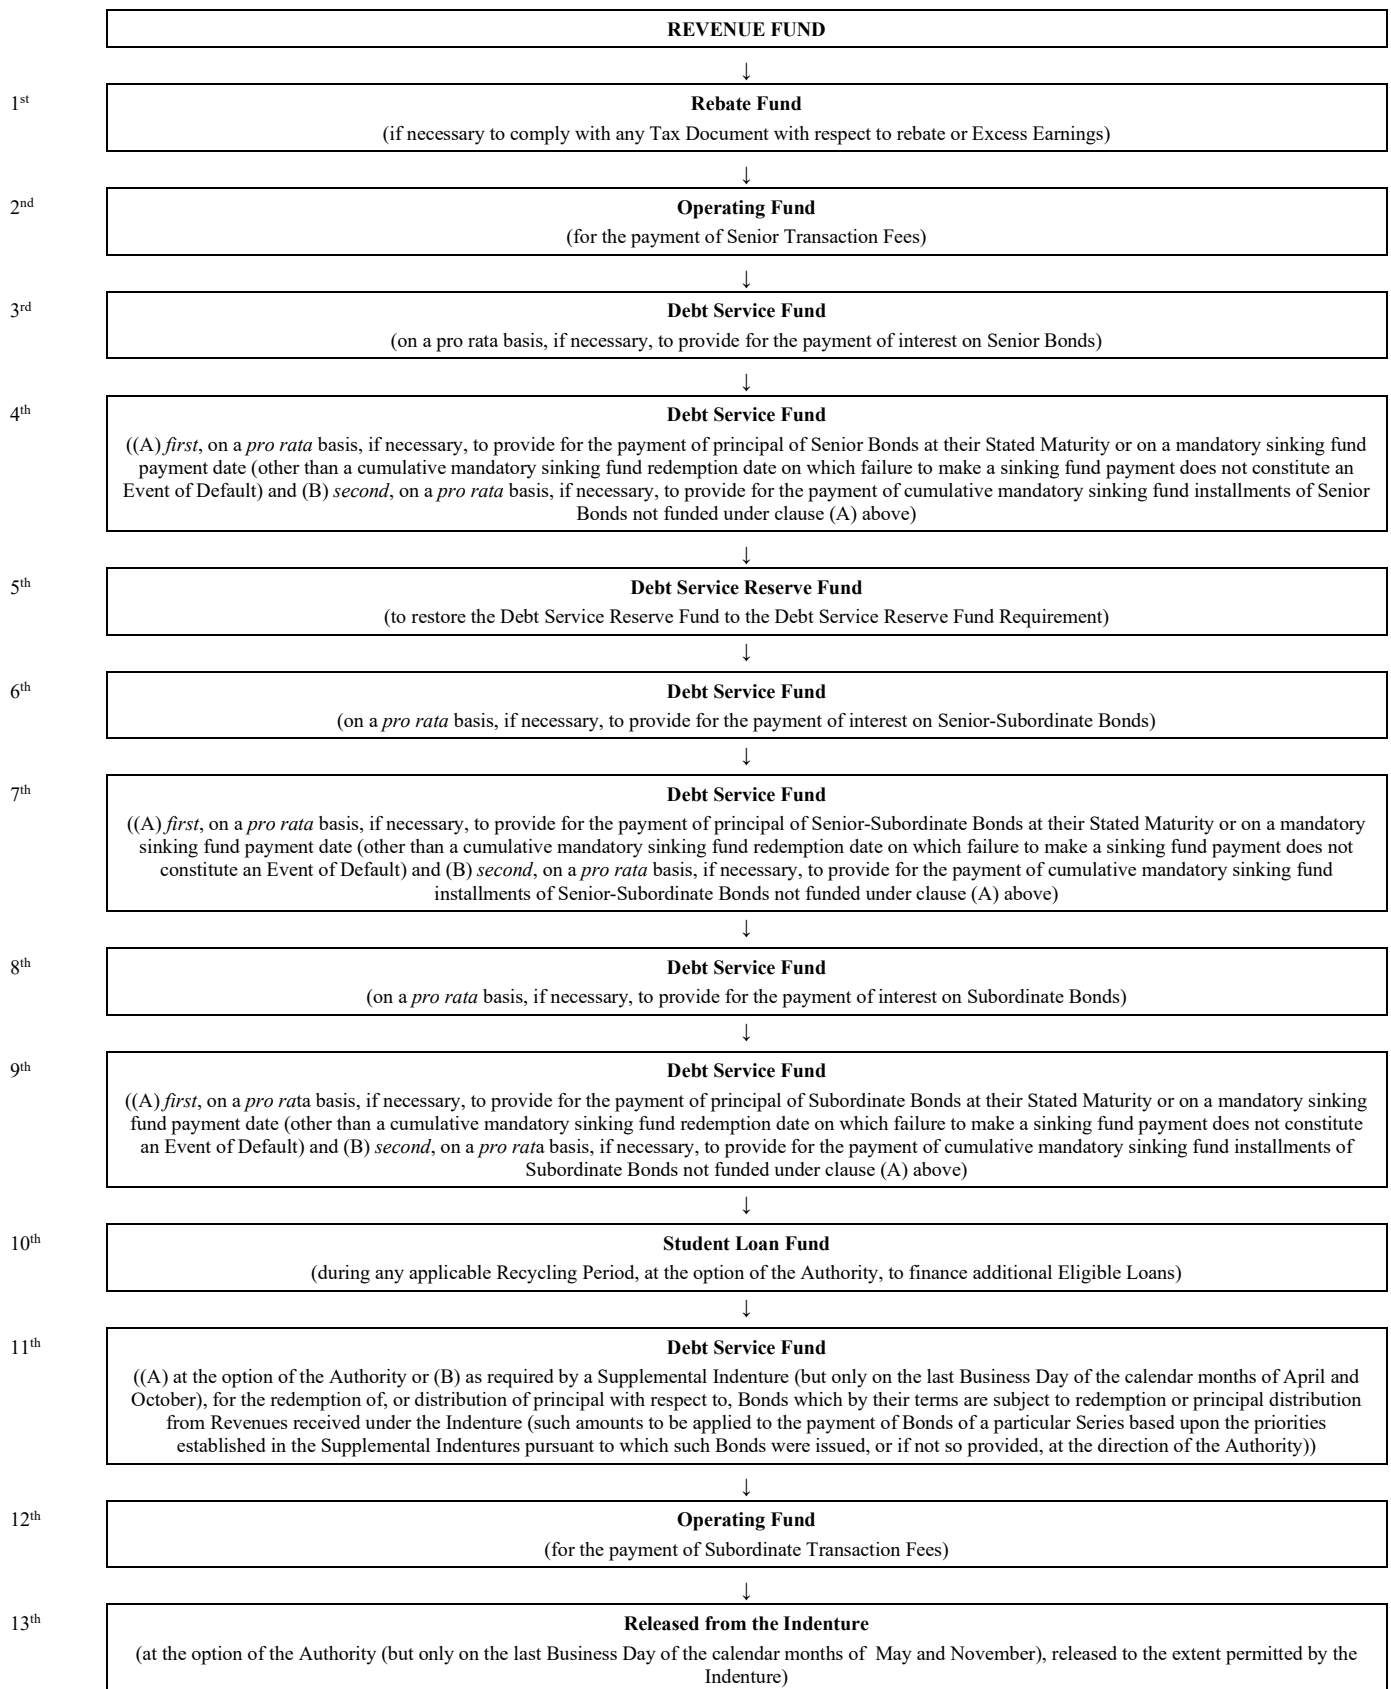 REVENUE FUND
↓
1st
Rebate Fund
(if necessary to comply with any Tax Document with respect to rebate or Excess Earnings)
↓
2nd
Operating Fund
(for the payment of Senior Transaction Fees)
↓
3rd
Debt Service Fund
(on a pro rata basis, if necessary, to provide for the payment of interest on Senior Bonds)
↓
4th
Debt Service Fund
((A) first, on a pro rata basis, if necessary, to provide for the payment of principal of Senior Bonds at their Stated Maturity or on a mandatory sinking fund
payment date (other than a cumulative mandatory sinking fund redemption date on which failure to make a sinking fund payment does not constitute an
Event of Default) and (B) second, on a pro rata basis, if necessary, to provide for the payment of cumulative mandatory sinking fund installments of Senior
Bonds not funded under clause (A) above)
↓
5th
Debt Service Reserve Fund
(to restore the Debt Service Reserve Fund to the Debt Service Reserve Fund Requirement)
↓
6th
Debt Service Fund
(on a pro rata basis, if necessary, to provide for the payment of interest on Senior-Subordinate Bonds)
↓
7th
Debt Service Fund
((A) first, on a pro rata basis, if necessary, to provide for the payment of principal of Senior-Subordinate Bonds at their Stated Maturity or on a mandatory
sinking fund payment date (other than a cumulative mandatory sinking fund redemption date on which failure to make a sinking fund payment does not
constitute an Event of Default) and (B) second, on a pro rata basis, if necessary, to provide for the payment of cumulative mandatory sinking fund
installments of Senior-Subordinate Bonds not funded under clause (A) above)
↓
8th
Debt Service Fund
(on a pro rata basis, if necessary, to provide for the payment of interest on Subordinate Bonds)
↓
9th
Debt Service Fund
((A) first, on a pro rata basis, if necessary, to provide for the payment of principal of Subordinate Bonds at their Stated Maturity or on a mandatory sinking
fund payment date (other than a cumulative mandatory sinking fund redemption date on which failure to make a sinking fund payment does not constitute
an Event of Default) and (B) second, on a pro rata basis, if necessary, to provide for the payment of cumulative mandatory sinking fund installments of
Subordinate Bonds not funded under clause (A) above)
↓
10th
Student Loan Fund
(during any applicable Recycling Period, at the option of the Authority, to finance additional Eligible Loans)
↓
11th
Debt Service Fund
((A) at the option of the Authority or (B) as required by a Supplemental Indenture (but only on the last Business Day of the calendar months of April and
October), for the redemption of, or distribution of principal with respect to, Bonds which by their terms are subject to redemption or principal distribution
from Revenues received under the Indenture (such amounts to be applied to the payment of Bonds of a particular Series based upon the priorities
established in the Supplemental Indentures pursuant to which such Bonds were issued, or if not so provided, at the direction of the Authority))
↓
12th
Operating Fund
(for the payment of Subordinate Transaction Fees)
↓
13th
Released from the Indenture
(at the option of the Authority (but only on the last Business Day of the calendar months of May and November), released to the extent permitted by the
Indenture)